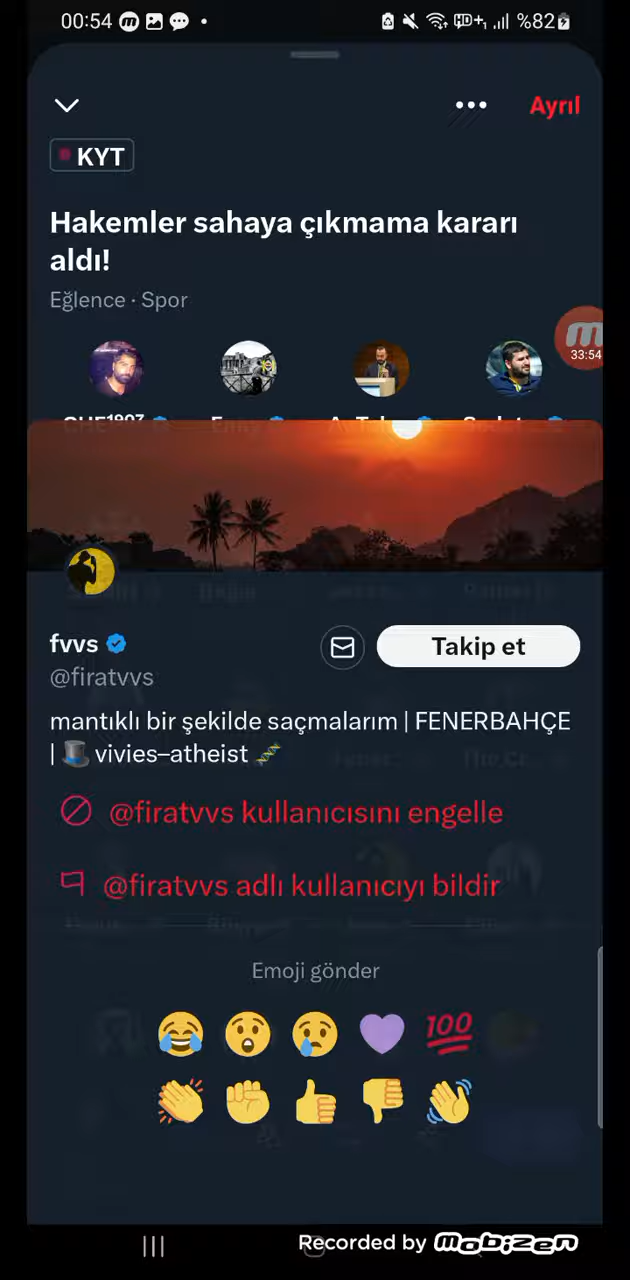 00:54
HD+
%82
Ayrıl
KYT
Hakemler sahaya çıkmama kararı
aldı!
Eğlence · Spor
33:54
fvvs
Takip et
@firatvvs
mantıklı bir şekilde saçmalarım | FENERBAHÇE
| 🎩 vivies–atheist 🧬
@firatvvs kullanıcısını engelle
@firatvvs adlı kullanıcıyı bildir
Emoji gönder
100
Recorded by mobizen